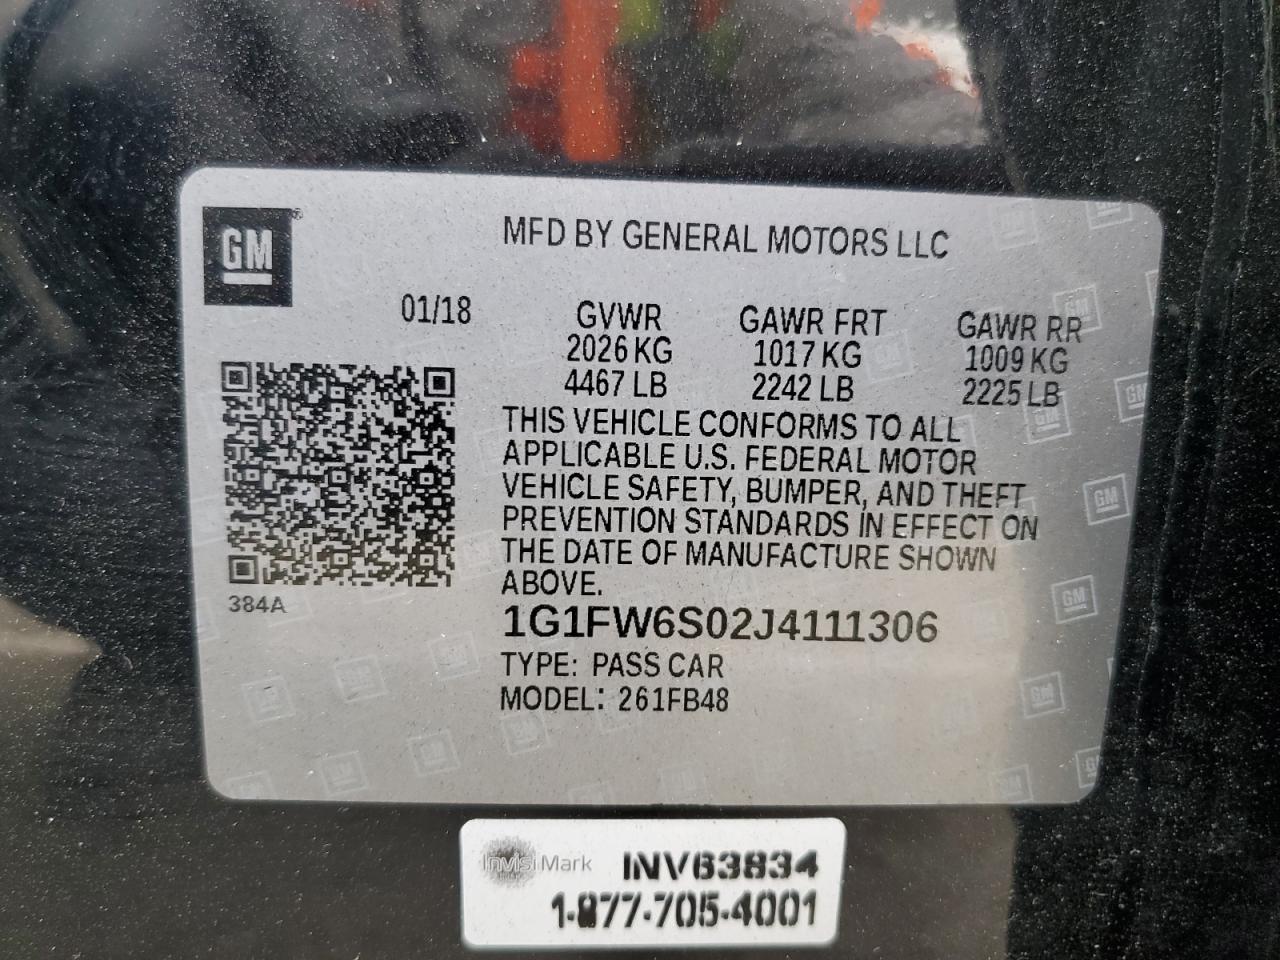 GM
MFD BY GENERAL MOTORS LLC
01/18
GVWR GAWR FRT GAWR RR
2026 KG 1017 KG 1009 KG
4467 LB 2242 LB 2225 LB
THIS VEHICLE CONFORMS TO ALL
APPLICABLE U.S. FEDERAL MOTOR
VEHICLE SAFETY, BUMPER, AND THEFT
PREVENTION STANDARDS IN EFFECT ON
THE DATE OF MANUFACTURE SHOWN
ABOVE.
384A
1G1FW6S02J4111306
TYPE: PASS CAR
MODEL: 261FB48
InvisiMark INV63834
1-877-705-4001